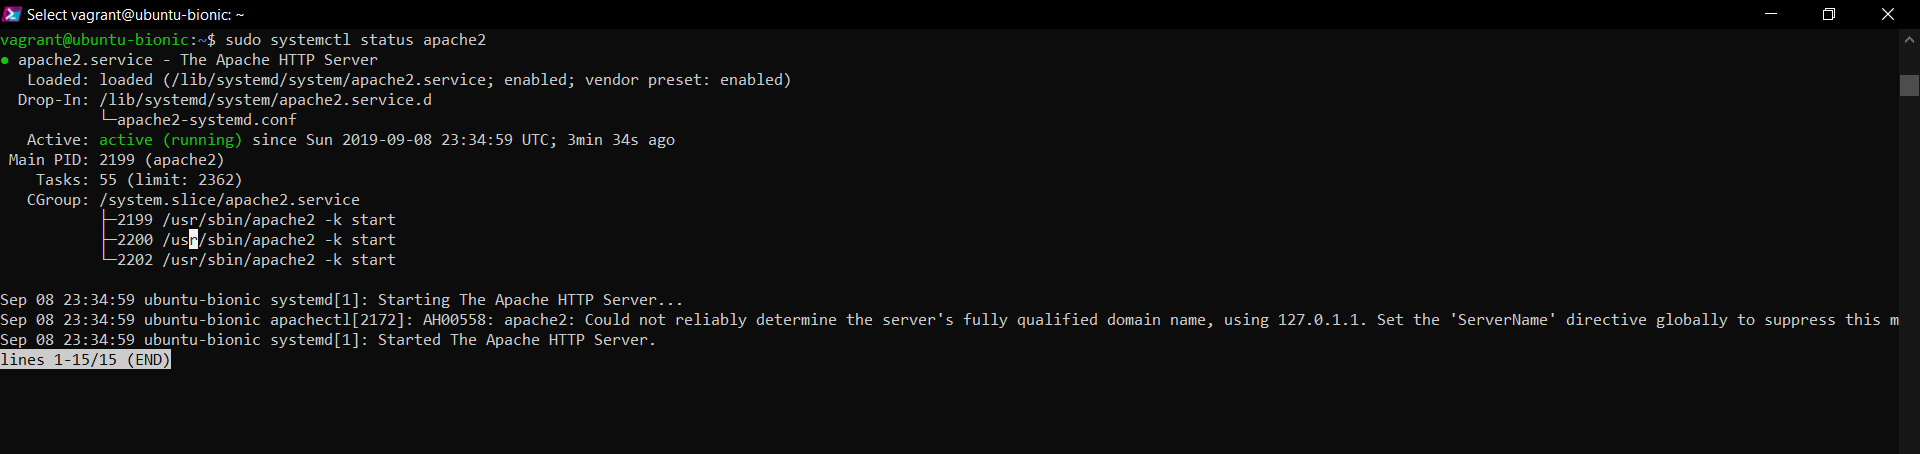 Select vagrant@ubuntu-bionic: ~
vagrant@ubuntu-bionic:~$ sudo systemctl status apache2
● apache2.service - The Apache HTTP Server
   Loaded: loaded (/lib/systemd/system/apache2.service; enabled; vendor preset: enabled)
  Drop-In: /lib/systemd/system/apache2.service.d
           └─apache2-systemd.conf
   Active: active (running) since Sun 2019-09-08 23:34:59 UTC; 3min 34s ago
 Main PID: 2199 (apache2)
    Tasks: 55 (limit: 2362)
   CGroup: /system.slice/apache2.service
           ├─2199 /usr/sbin/apache2 -k start
           ├─2200 /usr/sbin/apache2 -k start
           └─2202 /usr/sbin/apache2 -k start
Sep 08 23:34:59 ubuntu-bionic systemd[1]: Starting The Apache HTTP Server...
Sep 08 23:34:59 ubuntu-bionic apachectl[2172]: AH00558: apache2: Could not reliably determine the server's fully qualified domain name, using 127.0.1.1. Set the 'ServerName' directive globally to suppress this m
Sep 08 23:34:59 ubuntu-bionic systemd[1]: Started The Apache HTTP Server.
lines 1-15/15 (END)